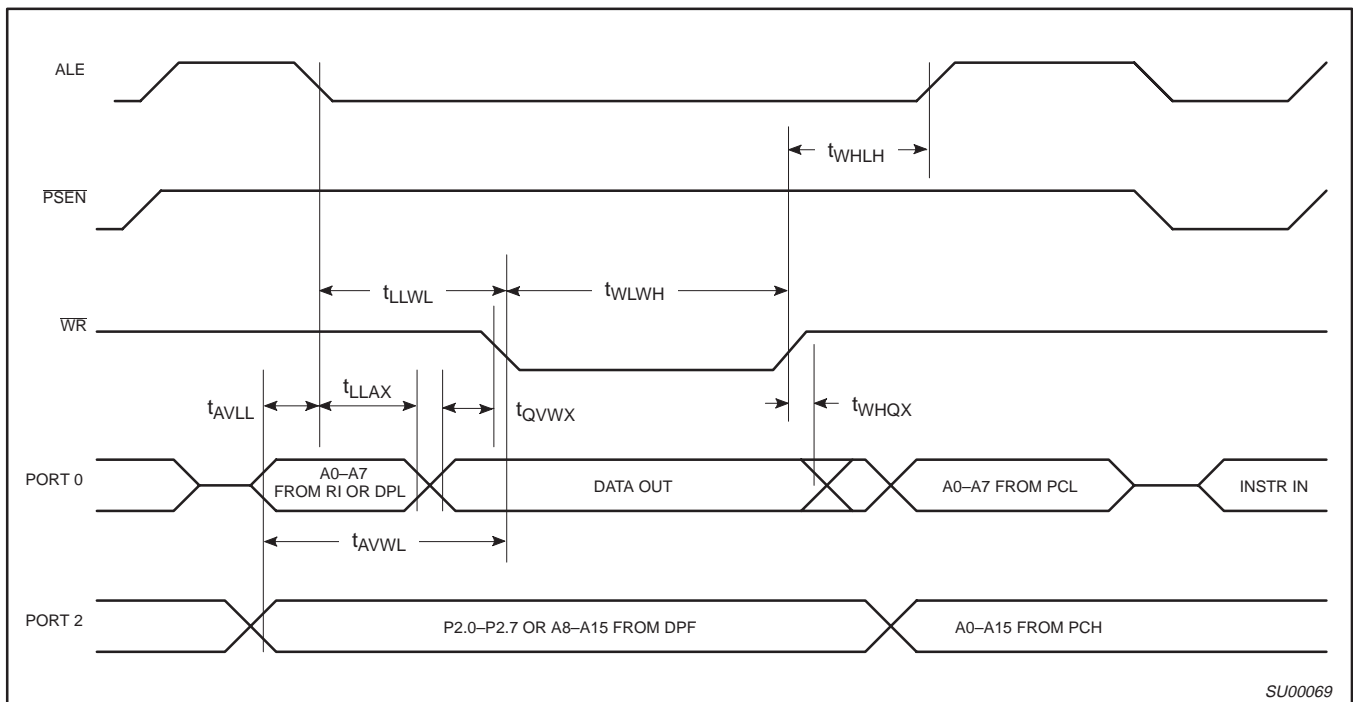 ALE
tWHLH
PSEN
tLLWL
tWLWH
WR
tAVLL
tLLAX
tQVWX
tWHQX
PORT 0
A0–A7
FROM RI OR DPL
DATA OUT
A0–A7 FROM PCL
INSTR IN
tAVWL
PORT 2
P2.0–P2.7 OR A8–A15 FROM DPF
A0–A15 FROM PCH
SU00069